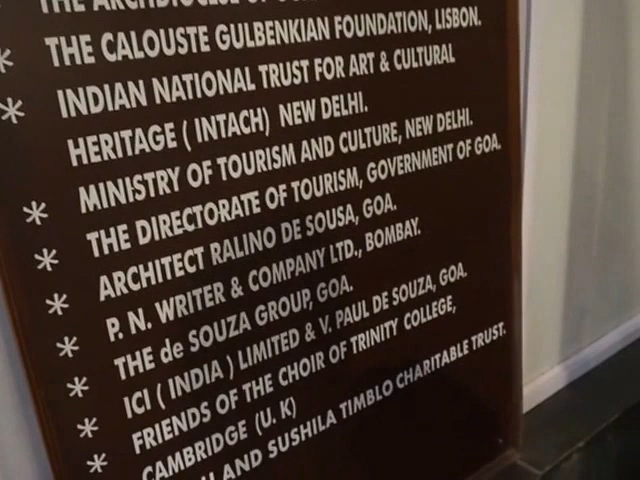 THE ARCHDIOCESE OF
* THE CALOUSTE GULBENKIAN FOUNDATION, LISBON.
* INDIAN NATIONAL TRUST FOR ART & CULTURAL
HERITAGE ( INTACH) NEW DELHI.
* MINISTRY OF TOURISM AND CULTURE, NEW DELHI.
* THE DIRECTORATE OF TOURISM, GOVERNMENT OF GOA.
* ARCHITECT RALINO DE SOUSA, GOA.
* P. N. WRITER & COMPANY LTD., BOMBAY.
* THE de SOUZA GROUP, GOA.
* ICI ( INDIA ) LIMITED & V. PAUL DE SOUZA, GOA.
* FRIENDS OF THE CHOIR OF TRINITY COLLEGE,
CAMBRIDGE (U. K)
AND SUSHILA TIMBLO CHARITABLE TRUST.